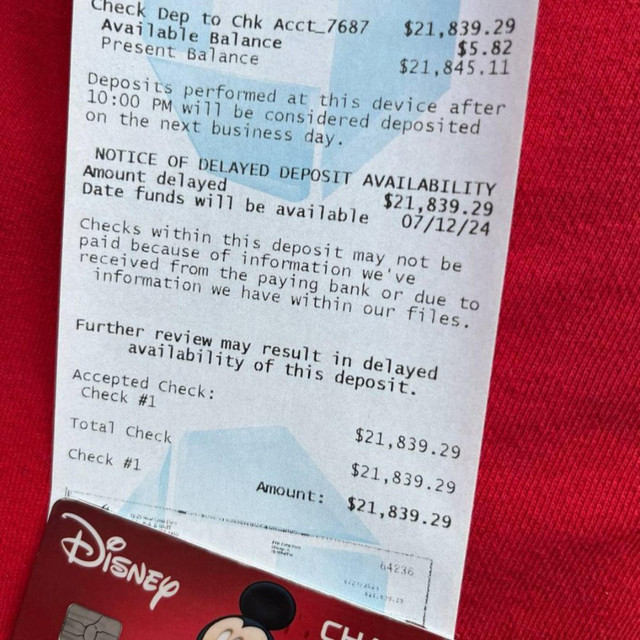 Check Dep to Chk Acct_7687 $21,839.29
Available Balance $5.82
Present Balance $21,845.11
Deposits performed at this device after
10:00 PM will be considered deposited
on the next business day.
NOTICE OF DELAYED DEPOSIT AVAILABILITY
Amount delayed $21,839.29
Date funds will be available 07/12/24
Checks within this deposit may not be
paid because of information we've
received from the paying bank or due to
information we have within our files.
Further review may result in delayed
availability of this deposit.
Accepted Check:
Check #1 $21,839.29
Total Check $21,839.29
Check #1
Amount: $21,839.29
64236
Disney